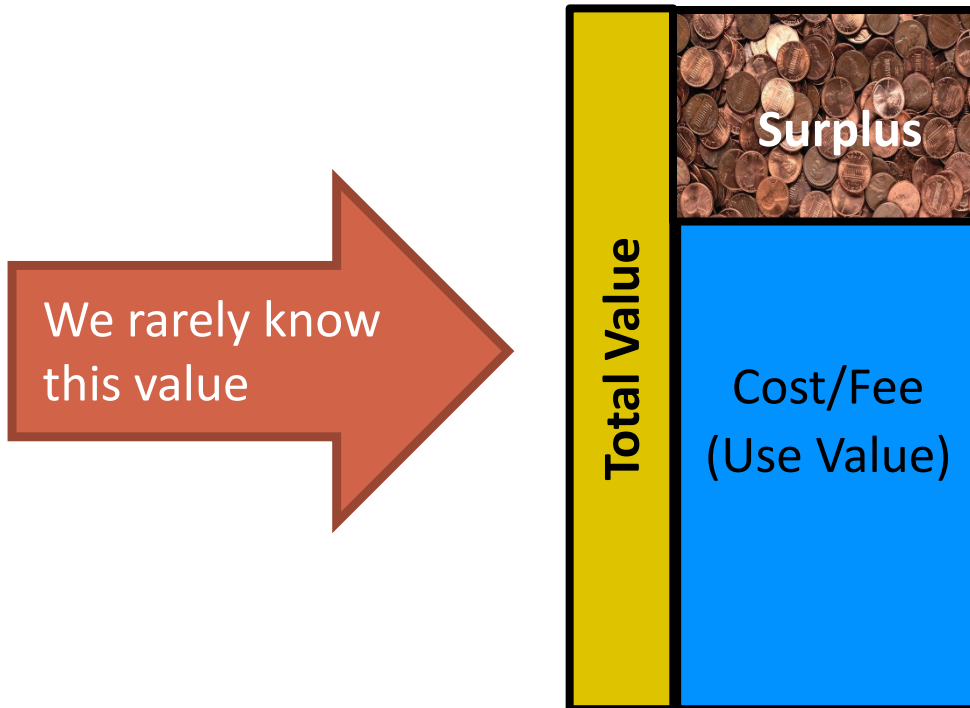 We rarely know
this value
Total Value
Surplus
Cost/Fee
(Use Value)